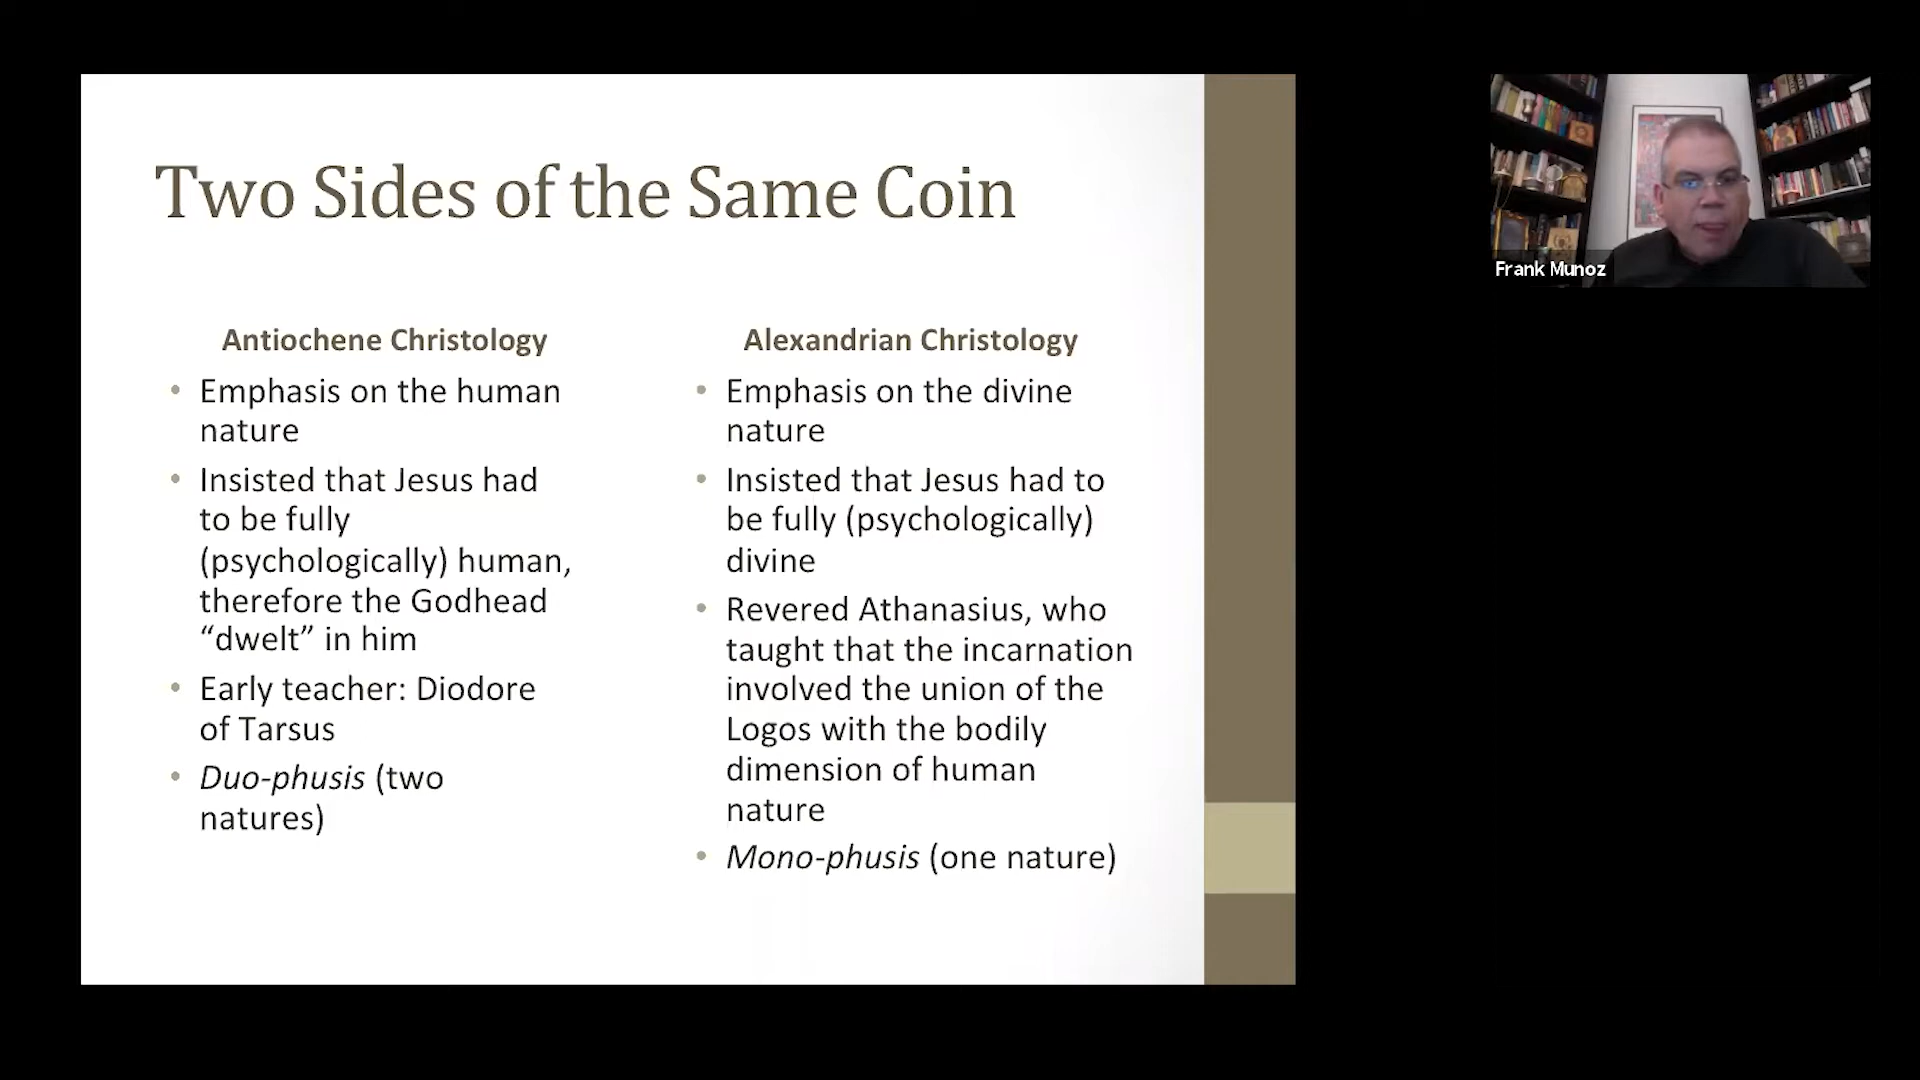 Two Sides of the Same Coin
Antiochene Christology
• Emphasis on the human
nature
• Insisted that Jesus had
to be fully
(psychologically) human,
therefore the Godhead
“dwelt” in him
• Early teacher: Diodore
of Tarsus
• Duo-phusis (two
natures)
Alexandrian Christology
• Emphasis on the divine
nature
• Insisted that Jesus had to
be fully (psychologically)
divine
• Revered Athanasius, who
taught that the incarnation
involved the union of the
Logos with the bodily
dimension of human
nature
• Mono-phusis (one nature)
Frank Munoz